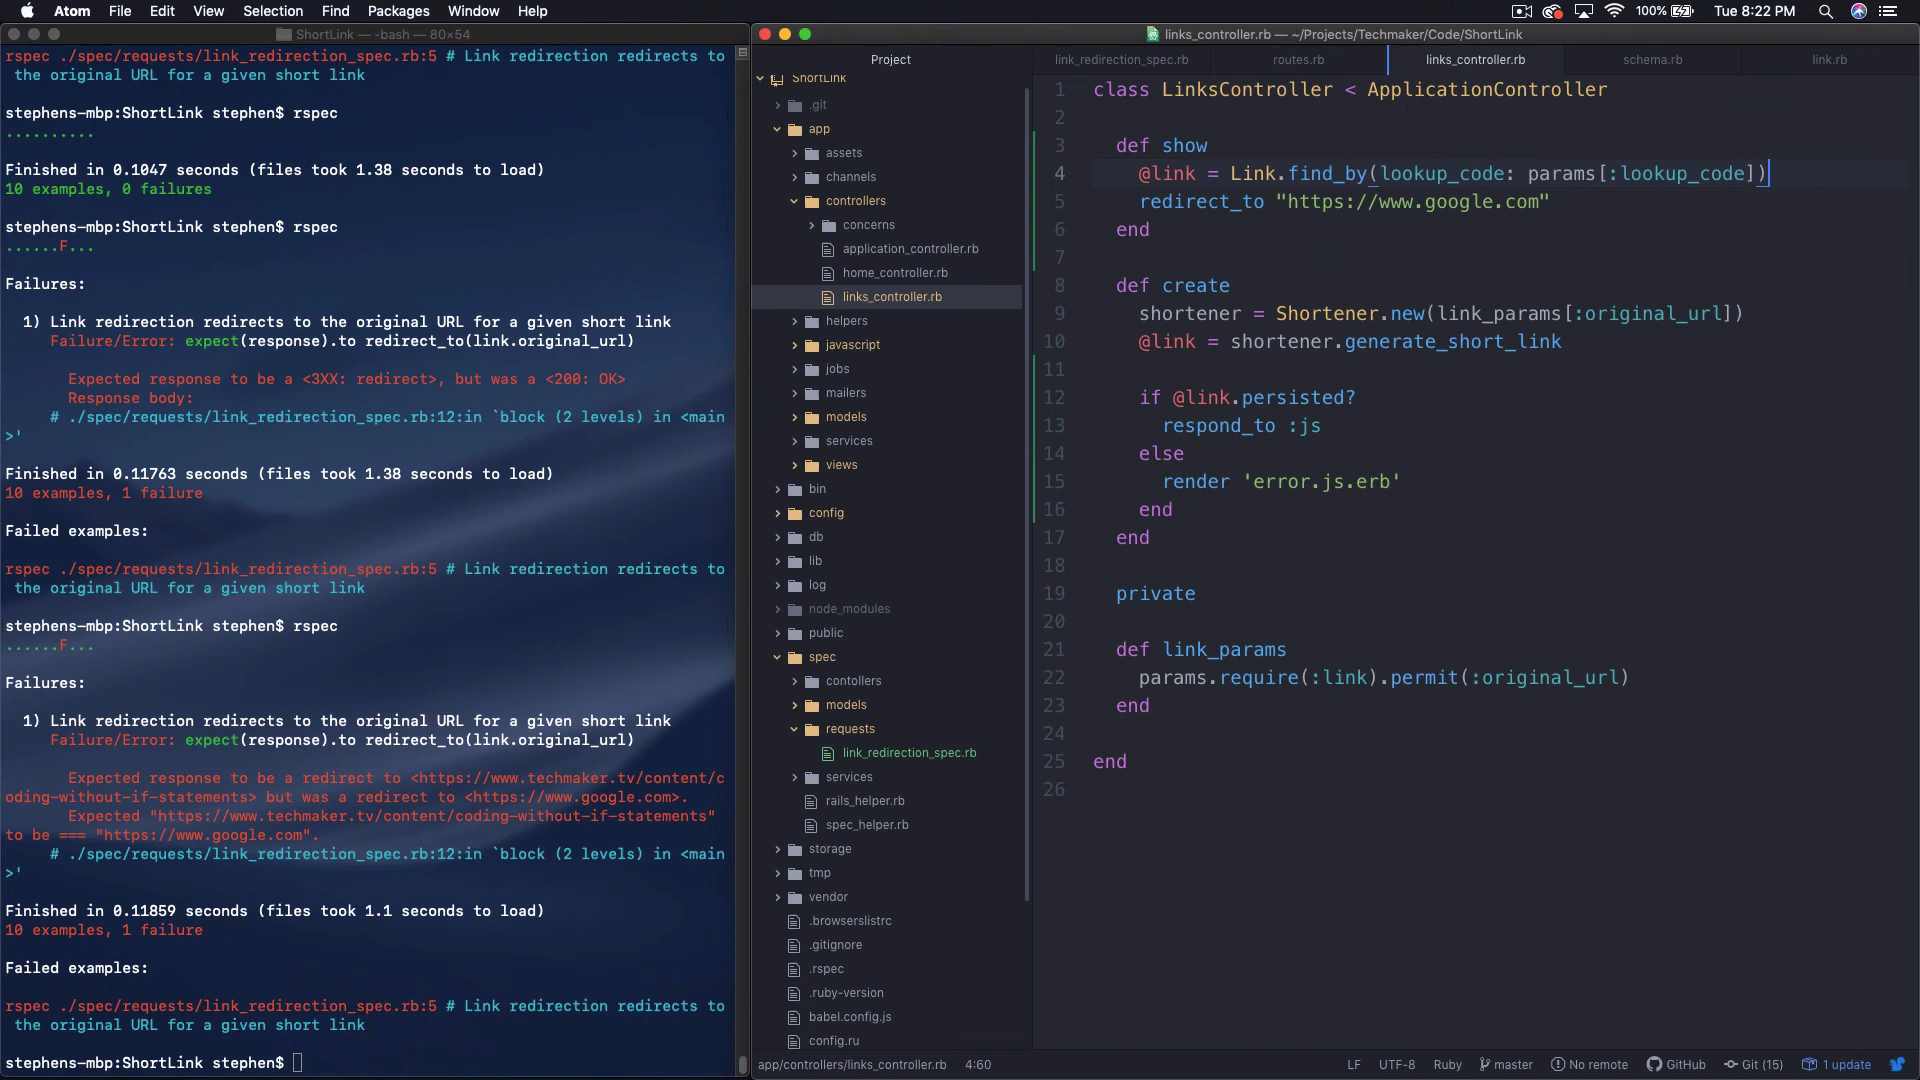 Atom File Edit View Selection Find Packages Window Help
100% Tue 8:22 PM
ShortLink — -bash — 80×54
rspec ./spec/requests/link_redirection_spec.rb:5 # Link redirection redirects to
the original URL for a given short link
stephens-mbp:ShortLink stephen$ rspec
..........
Finished in 0.1047 seconds (files took 1.38 seconds to load)
10 examples, 0 failures
stephens-mbp:ShortLink stephen$ rspec
......F...
Failures:
1) Link redirection redirects to the original URL for a given short link
Failure/Error: expect(response).to redirect_to(link.original_url)
Expected response to be a <3XX: redirect>, but was a <200: OK>
Response body:
# ./spec/requests/link_redirection_spec.rb:12:in `block (2 levels) in <main
>'
Finished in 0.11763 seconds (files took 1.38 seconds to load)
10 examples, 1 failure
Failed examples:
rspec ./spec/requests/link_redirection_spec.rb:5 # Link redirection redirects to
the original URL for a given short link
stephens-mbp:ShortLink stephen$ rspec
......F...
Failures:
1) Link redirection redirects to the original URL for a given short link
Failure/Error: expect(response).to redirect_to(link.original_url)
Expected response to be a redirect to <https://www.techmaker.tv/content/c
oding-without-if-statements> but was a redirect to <https://www.google.com>.
Expected "https://www.techmaker.tv/content/coding-without-if-statements"
to be === "https://www.google.com".
# ./spec/requests/link_redirection_spec.rb:12:in `block (2 levels) in <main
>'
Finished in 0.11859 seconds (files took 1.1 seconds to load)
10 examples, 1 failure
Failed examples:
rspec ./spec/requests/link_redirection_spec.rb:5 # Link redirection redirects to
the original URL for a given short link
stephens-mbp:ShortLink stephen$
links_controller.rb — ~/Projects/Techmaker/Code/ShortLink
Project
ShortLink
.git
app
assets
channels
controllers
concerns
application_controller.rb
home_controller.rb
links_controller.rb
helpers
javascript
jobs
mailers
models
services
views
bin
config
db
lib
log
node_modules
public
spec
contollers
models
requests
link_redirection_spec.rb
services
rails_helper.rb
spec_helper.rb
storage
tmp
vendor
.browserslistrc
.gitignore
.rspec
.ruby-version
babel.config.js
config.ru
link_redirection_spec.rb routes.rb links_controller.rb schema.rb link.rb
1 class LinksController < ApplicationController
2
3 def show
4 @link = Link.find_by(lookup_code: params[:lookup_code])
5 redirect_to "https://www.google.com"
6 end
7
8 def create
9 shortener = Shortener.new(link_params[:original_url])
10 @link = shortener.generate_short_link
11
12 if @link.persisted?
13 respond_to :js
14 else
15 render 'error.js.erb'
16 end
17 end
18
19 private
20
21 def link_params
22 params.require(:link).permit(:original_url)
23 end
24
25 end
26
app/controllers/links_controller.rb 4:60 LF UTF-8 Ruby master No remote GitHub Git (15) 1 update